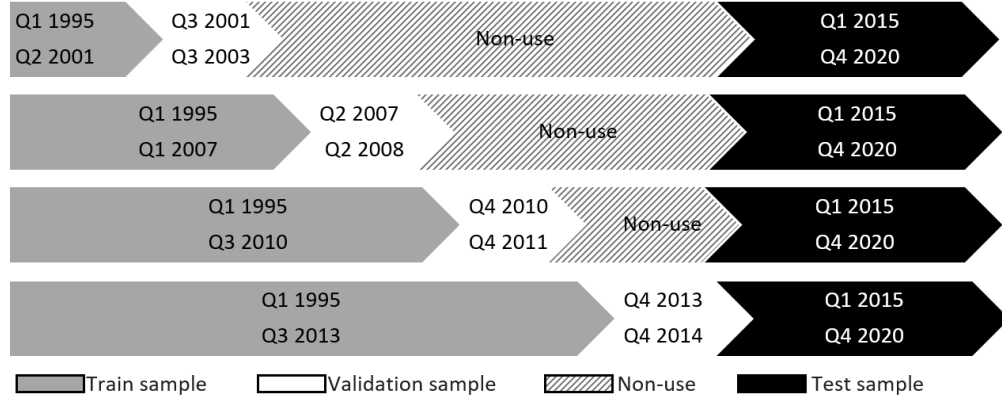 Q1 1995
Q2 2001
Q3 2001
Q3 2003
Non-use
Q1 2015
Q4 2020
Q1 1995
Q1 2007
Q2 2007
Q2 2008
Non-use
Q1 2015
Q4 2020
Q1 1995
Q3 2010
Q4 2010
Q4 2011
Non-use
Q1 2015
Q4 2020
Q1 1995
Q3 2013
Q4 2013
Q4 2014
Q1 2015
Q4 2020
Train sample
Validation sample
Non-use
Test sample